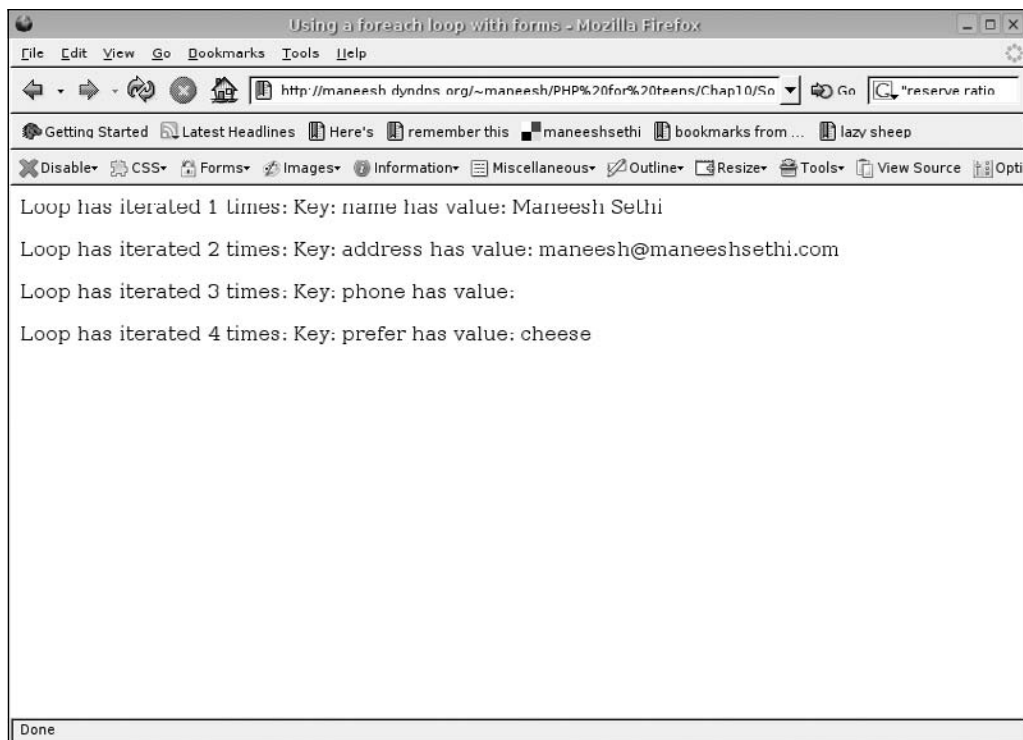 Using a foreach loop with forms - Mozilla Firefox
File Edit View Go Bookmarks Tools Help
http://maneesh.dyndns.org/~maneesh/PHP%20for%20teens/Chap10/So Go G "reserve ratio
Getting Started Latest Headlines Here's remember this maneeshsethi bookmarks from ... lazy sheep
Disable CSS Forms Images Information Miscellaneous Outline Resize Tools View Source Opti
Loop has iterated 1 times: Key: name has value: Maneesh Sethi
Loop has iterated 2 times: Key: address has value: maneesh@maneeshsethi.com
Loop has iterated 3 times: Key: phone has value:
Loop has iterated 4 times: Key: prefer has value: cheese
Done